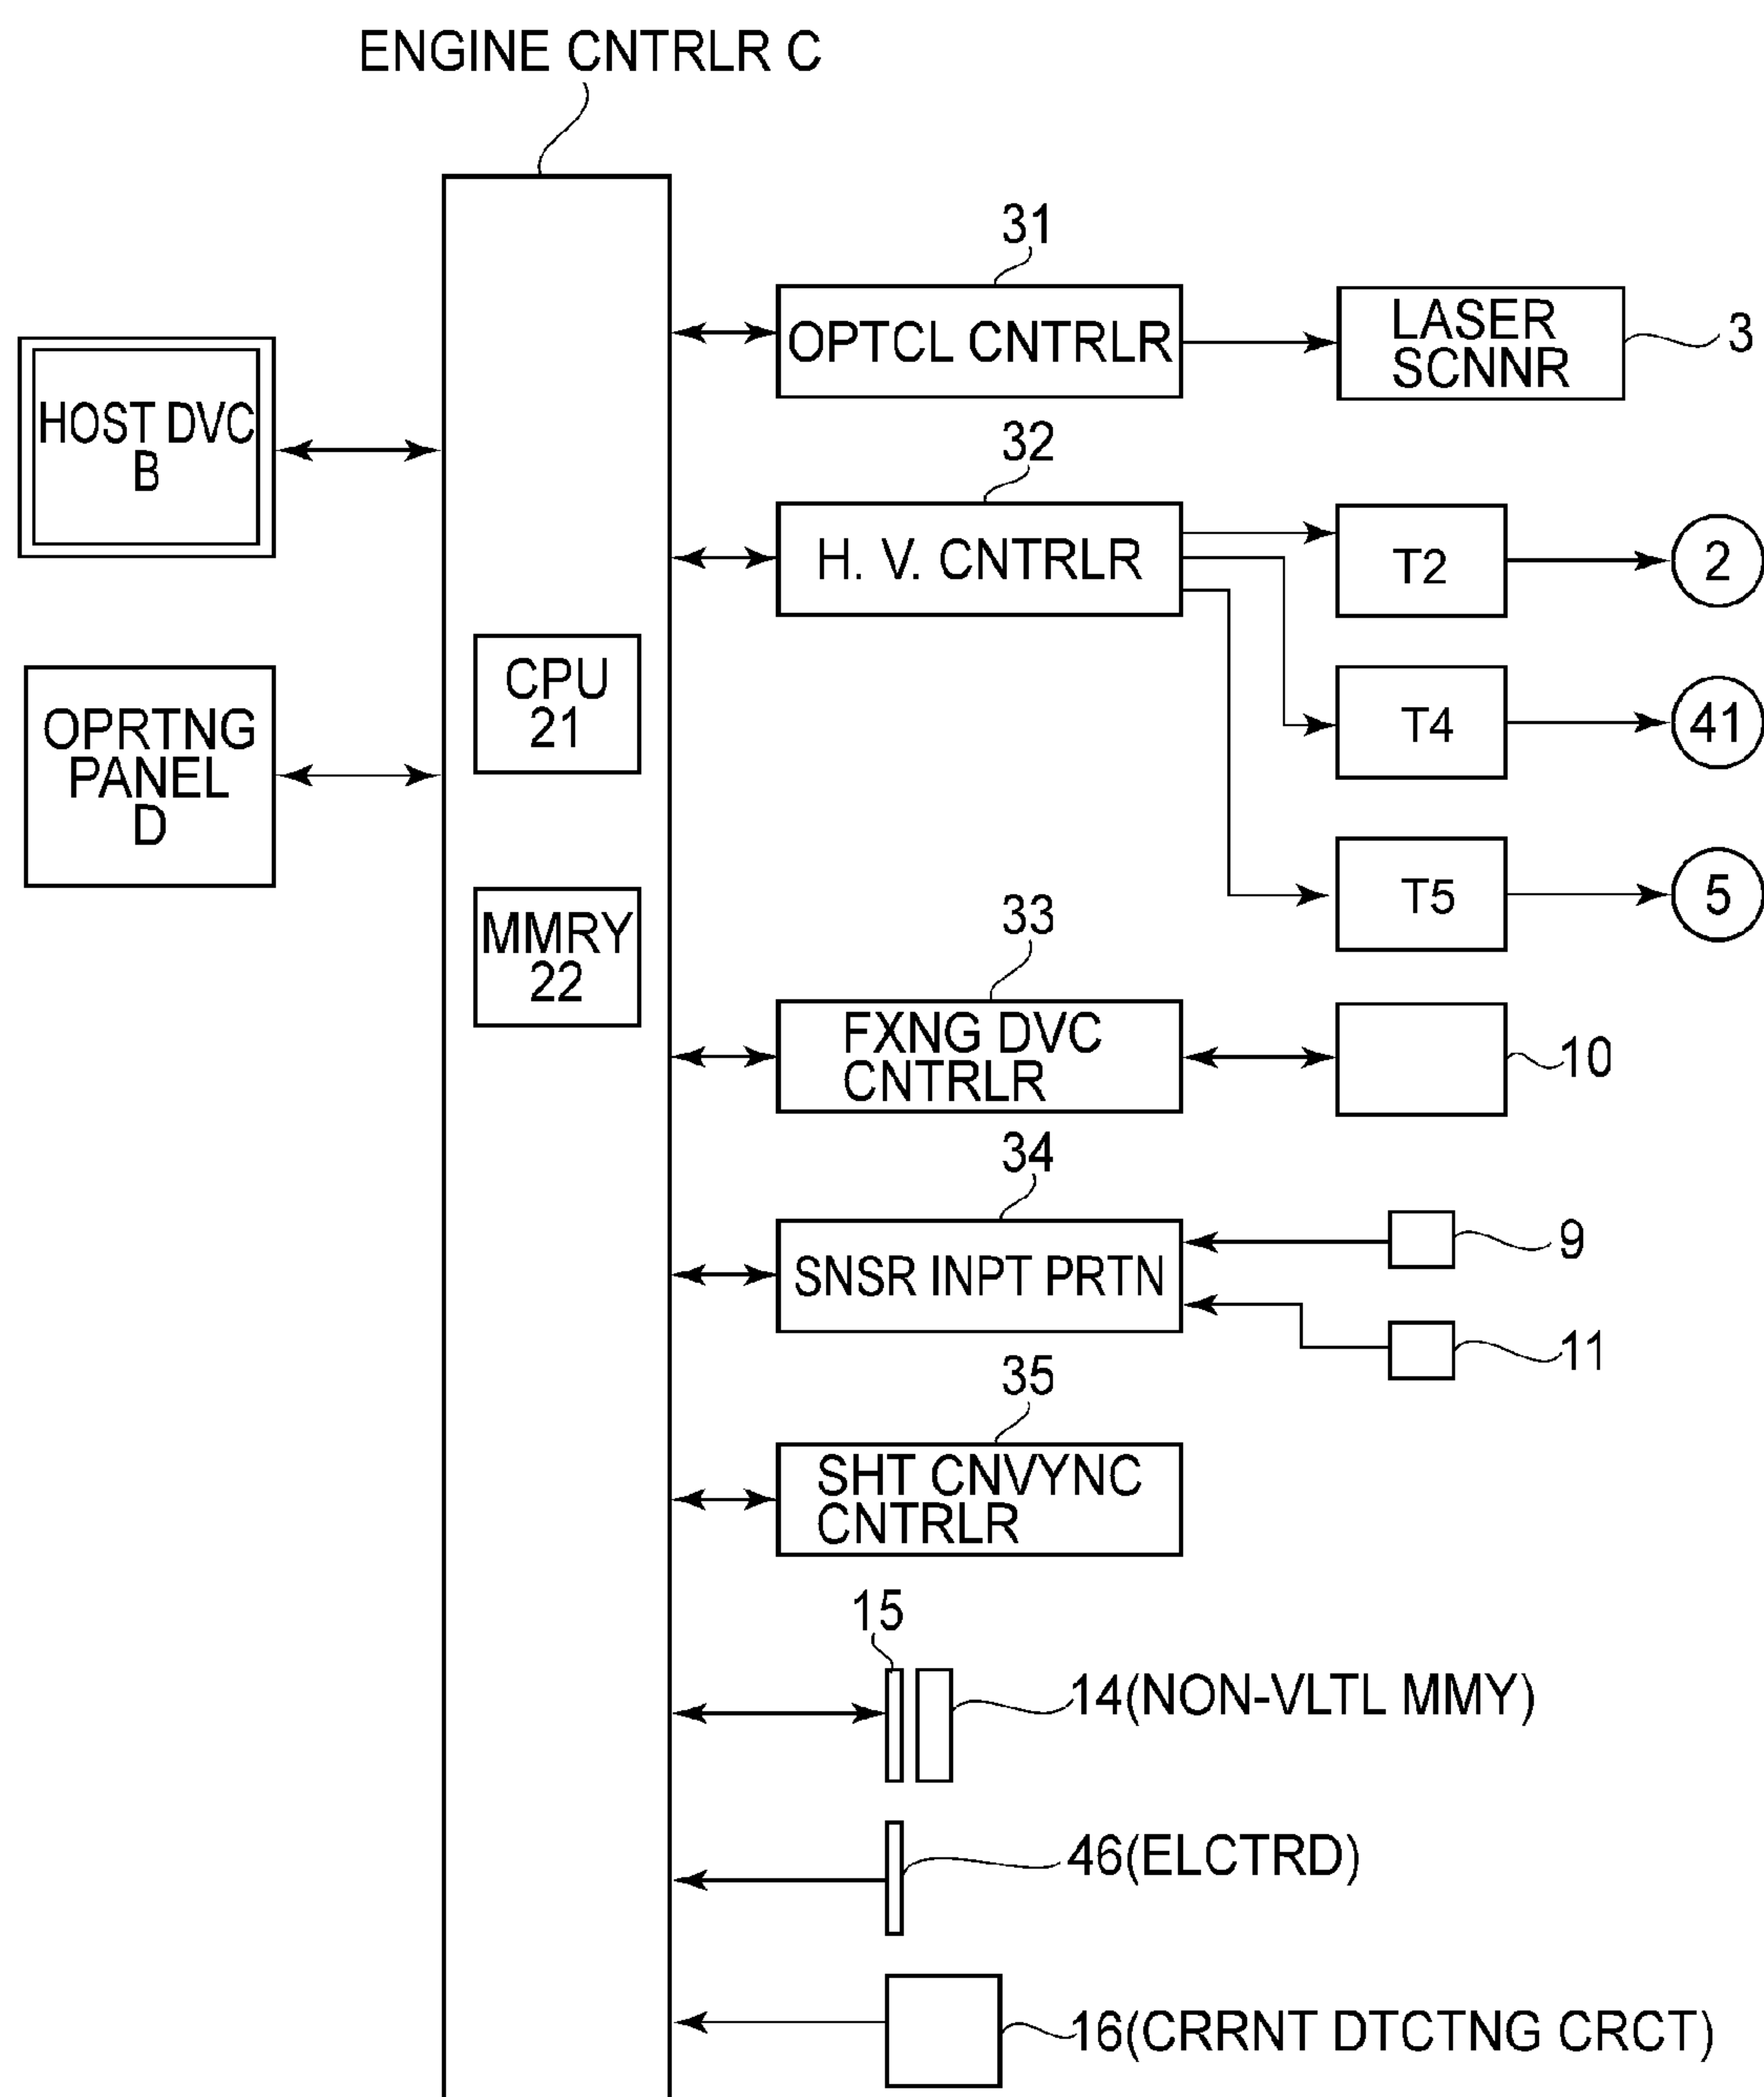 ENGINE CNTRLR C
31
OPTCL CNTRLR
LASER
SCNNR
3
HOST DVC
B
32
H. V. CNTRLR
T2
2
CPU
21
T4
41
OPRTNG
PANEL
D
T5
5
MMRY
22
33
FXNG DVC
CNTRLR
10
34
SNSR INPT PRTN
9
11
35
SHT CNVYNC
CNTRLR
15
14(NON-VLTL MMY)
46(ELCTRD)
16(CRRNT DTCTNG CRCT)